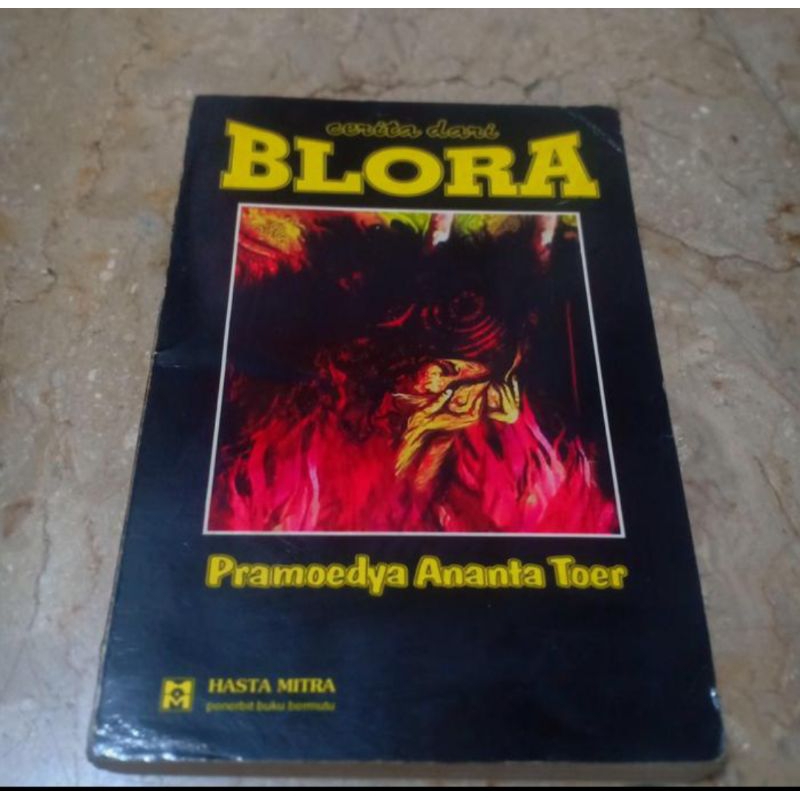 cerita dari
BLORA
Pramoedya Ananta Toer
HASTA MITRA
penerbit buku bermutu